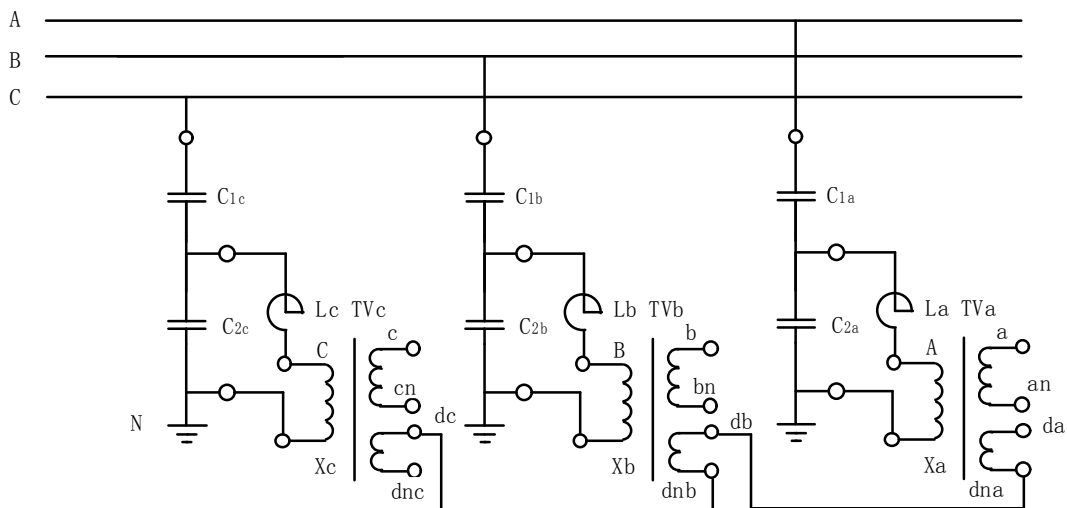 A
B
C
C1c
C1b
C1a
Lc TVc
Lb TVb
La TVa
C2c
C2b
C2a
c
b
a
C
B
A
cn
bn
an
N
dc
db
da
Xc
Xb
Xa
dnc
dnb
dna